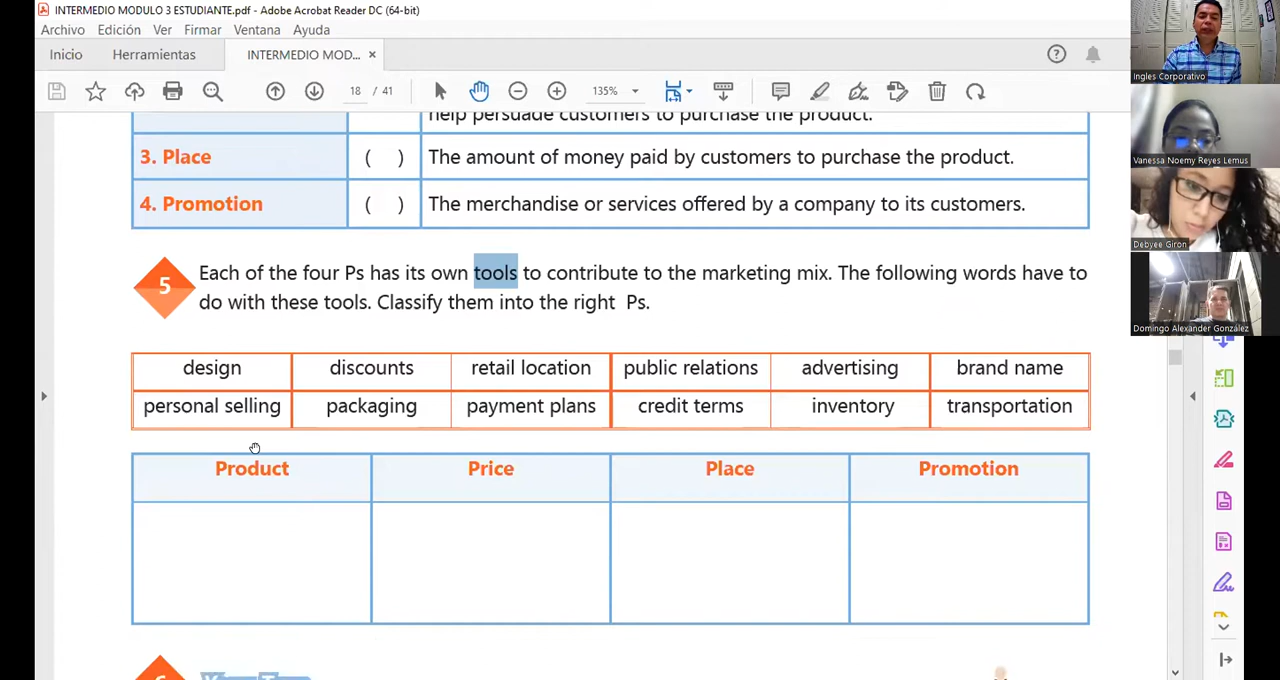 INTERMEDIO MODULO 3 ESTUDIANTE.pdf - Adobe Acrobat Reader DC (64-bit)
Archivo Edición Ver Firmar Ventana Ayuda
Inicio Herramientas INTERMEDIO MOD... ×
18 / 41 135%
help persuade customers to purchase the product.
3. Place ( ) The amount of money paid by customers to purchase the product.
4. Promotion ( ) The merchandise or services offered by a company to its customers.
5 Each of the four Ps has its own tools to contribute to the marketing mix. The following words have to
do with these tools. Classify them into the right Ps.
design discounts retail location public relations advertising brand name
personal selling packaging payment plans credit terms inventory transportation
Product Price Place Promotion
Ingles Corporativo
Vanessa Noemy Reyes Lemus
Debyee Giron
Domingo Alexander González